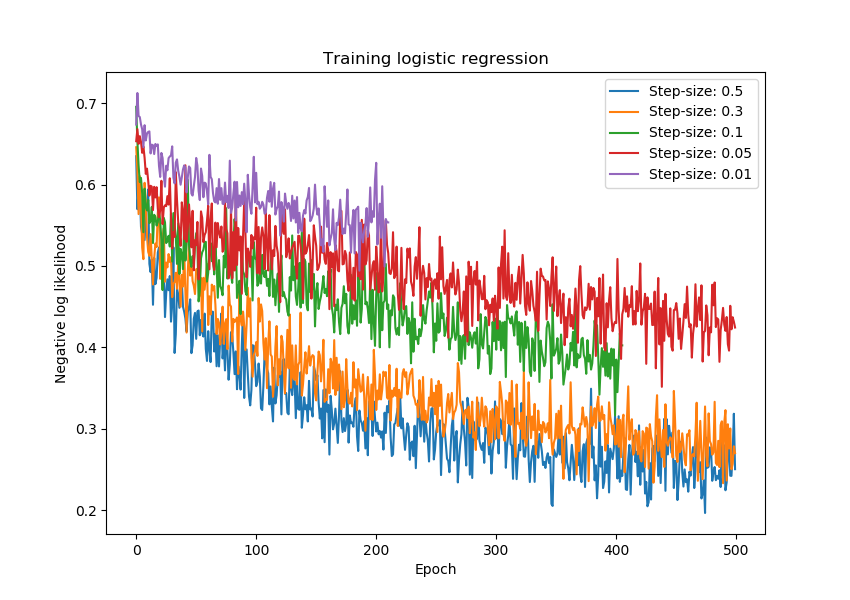 Training logistic regression
Step-size: 0.5
Step-size: 0.3
Step-size: 0.1
Step-size: 0.05
Step-size: 0.01
Negative log likelihood
0.7
0.6
0.5
0.4
0.3
0.2
0 100 200 300 400 500
Epoch